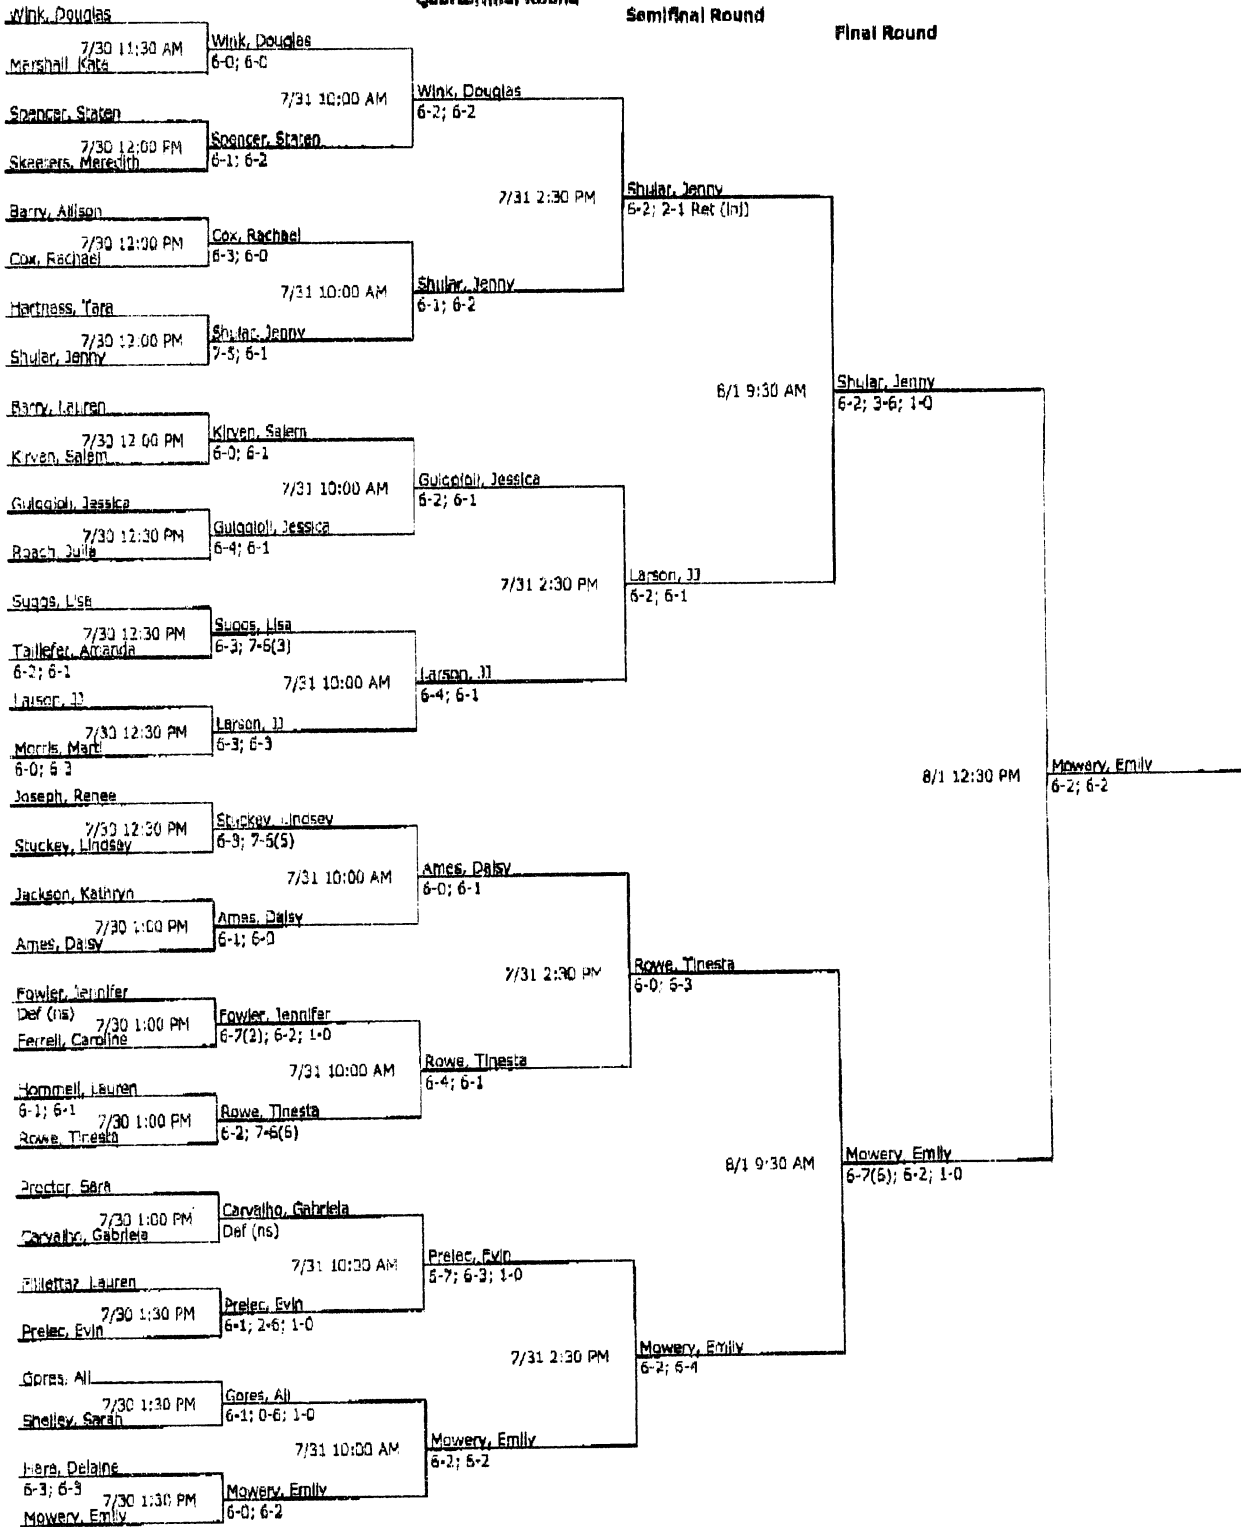 Quarterfinal Round
Semifinal Round
Final Round
Wink, Douglas
7/30 11:30 AM
Marshall, Kate
Wink, Douglas
6-0; 6-0
7/31 10:00 AM
Wink, Douglas
6-2; 6-2
Spencer, Staten
7/30 12:00 PM
Skeeters, Meredith
Spencer, Staten
6-1; 6-2
7/31 2:30 PM
Shular, Jenny
6-2; 2-1 Ret (inj)
Barry, Allison
7/30 12:00 PM
Cox, Rachael
Cox, Rachael
6-3; 6-0
7/31 10:00 AM
Shular, Jenny
6-1; 6-2
Hartness, Tara
7/30 12:00 PM
Shular, Jenny
Shular, Jenny
7-5; 6-1
8/1 9:30 AM
Shular, Jenny
6-2; 3-6; 1-0
Barry, Lauren
7/30 12:00 PM
Kirven, Salem
Kirven, Salem
6-0; 6-1
7/31 10:00 AM
Guiggioli, Jessica
6-2; 6-1
Guiggioli, Jessica
7/30 12:30 PM
Roach, Julia
Guiggioli, Jessica
6-4; 6-1
7/31 2:30 PM
Larson, JJ
6-2; 6-1
Suggs, Lisa
7/30 12:30 PM
Taillefer, Amanda
6-2; 6-1
Suggs, Lisa
6-3; 7-6(3)
7/31 10:00 AM
Larson, JJ
6-4; 6-1
Larson, JJ
7/30 12:30 PM
Morris, Marti
6-0; 6-3
Larson, JJ
6-3; 6-3
8/1 12:30 PM
Mowery, Emily
6-2; 6-2
Joseph, Renee
7/30 12:30 PM
Stuckey, Lindsey
Stuckey, Lindsey
6-3; 7-6(5)
7/31 10:00 AM
Ames, Daisy
6-0; 6-1
Jackson, Kathryn
7/30 1:00 PM
Ames, Daisy
Ames, Daisy
6-1; 6-0
7/31 2:30 PM
Rowe, Tinesta
6-0; 6-3
Fowler, Jennifer
Def (ns)
7/30 1:00 PM
Ferrell, Caroline
Fowler, Jennifer
6-7(2); 6-2; 1-0
7/31 10:00 AM
Rowe, Tinesta
6-4; 6-1
Hommell, Lauren
6-1; 6-1
7/30 1:00 PM
Rowe, Tinesta
Rowe, Tinesta
6-2; 7-6(6)
8/1 9:30 AM
Mowery, Emily
6-7(6); 6-2; 1-0
Proctor, Sara
7/30 1:00 PM
Carvalho, Gabriela
Carvalho, Gabriela
Def (ns)
7/31 10:00 AM
Prelec, Evin
6-7; 6-3; 1-0
Lauren
7/30 1:30 PM
Prelec, Evin
Prelec, Evin
6-1; 2-6; 1-0
7/31 2:30 PM
Mowery, Emily
6-2; 6-4
Gores, Ali
7/30 1:30 PM
Shelley, Sarah
Gores, Ali
6-1; 0-6; 1-0
7/31 10:00 AM
Mowery, Emily
6-2; 6-2
Hara, Delaine
6-3; 6-3
7/30 1:30 PM
Mowery, Emily
Mowery, Emily
6-0; 6-2